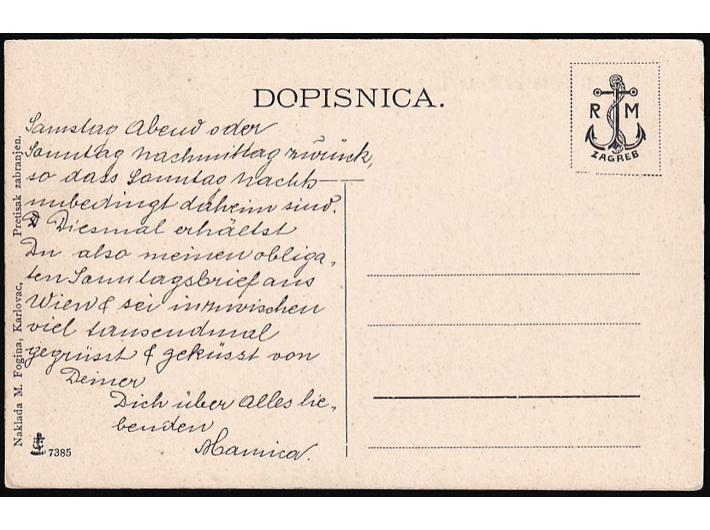 DOPISNICA.
R M
ZAGREB
Samstag Abend oder
Sonntag Nachmittag zurück,
so dass Sonntag Nacht
unbedingt daheim sind.
Diesmal erhältst
Du also meinen obliga-
ten Sonntagsbrief aus
Wien & sei inzwischen
viel tausendmal
gegrüsst & geküsst von
Deiner
Dich über Alles lie-
benden
Mamica.
Naklada M. Fogina, Karlovac. Pretisak zabranjen.
7385